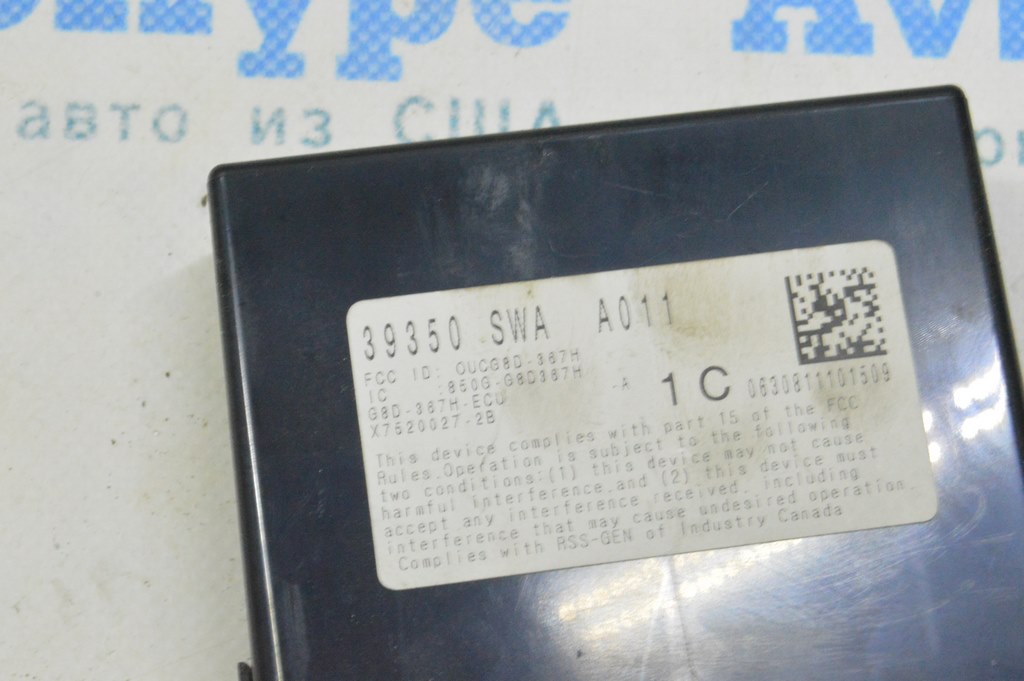 авто из США
39350 SWA A011
FCC ID: OUCG8D-387H
IC :850G-G8D387H
G8D-387H-ECU -A
X7520027-2B
1C
0630811101509
This device complies with part 15 of the FCC
Rules.Operation is subject to the following
two conditions:(1) this device may not cause
harmful interference,and (2) this device must
accept any interference received, including
interference that may cause undesired operation.
Complies with RSS-GEN of Industry Canada